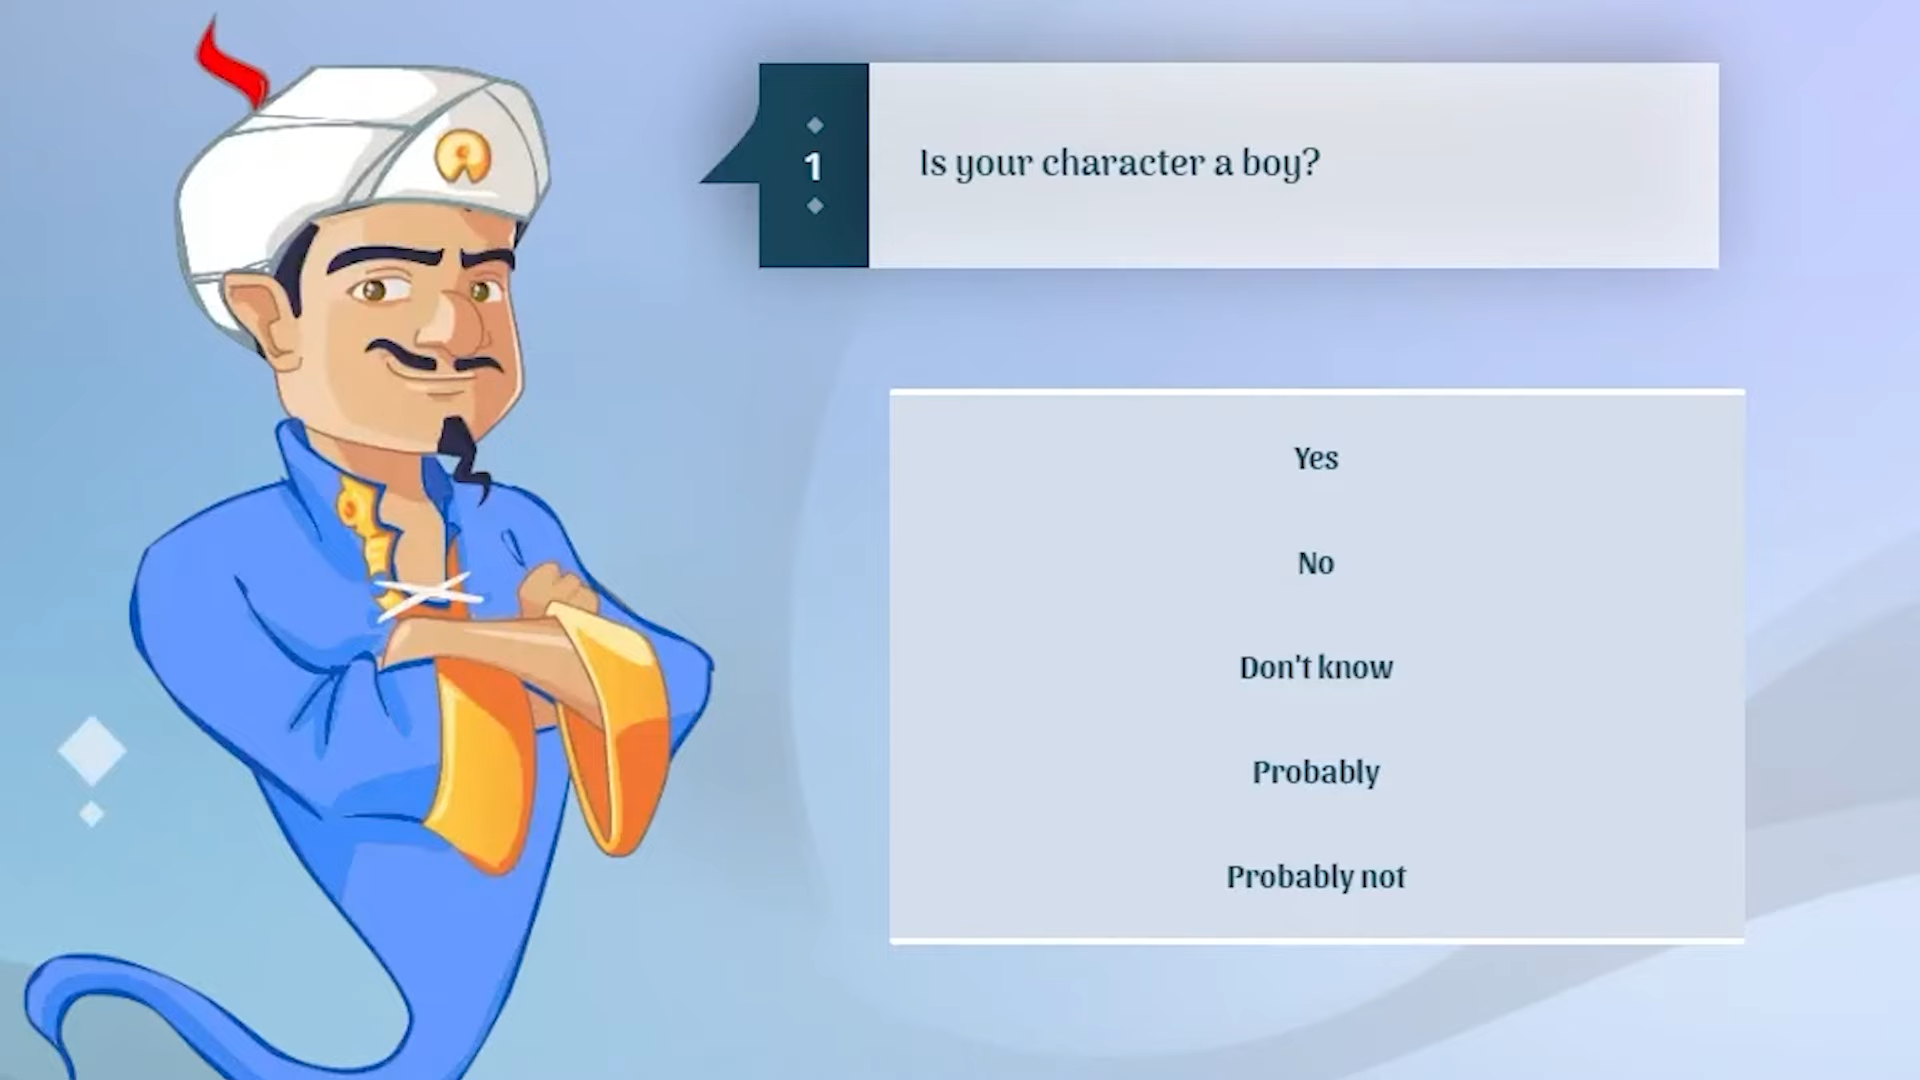 1
Is your character a boy?
Yes
No
Don't know
Probably
Probably not